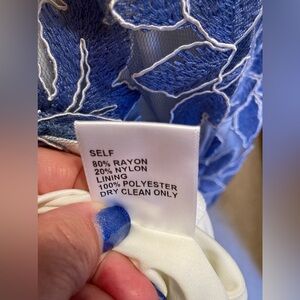 SELF
80% RAYON
20% NYLON
LINING
100% POLYESTER
DRY CLEAN ONLY